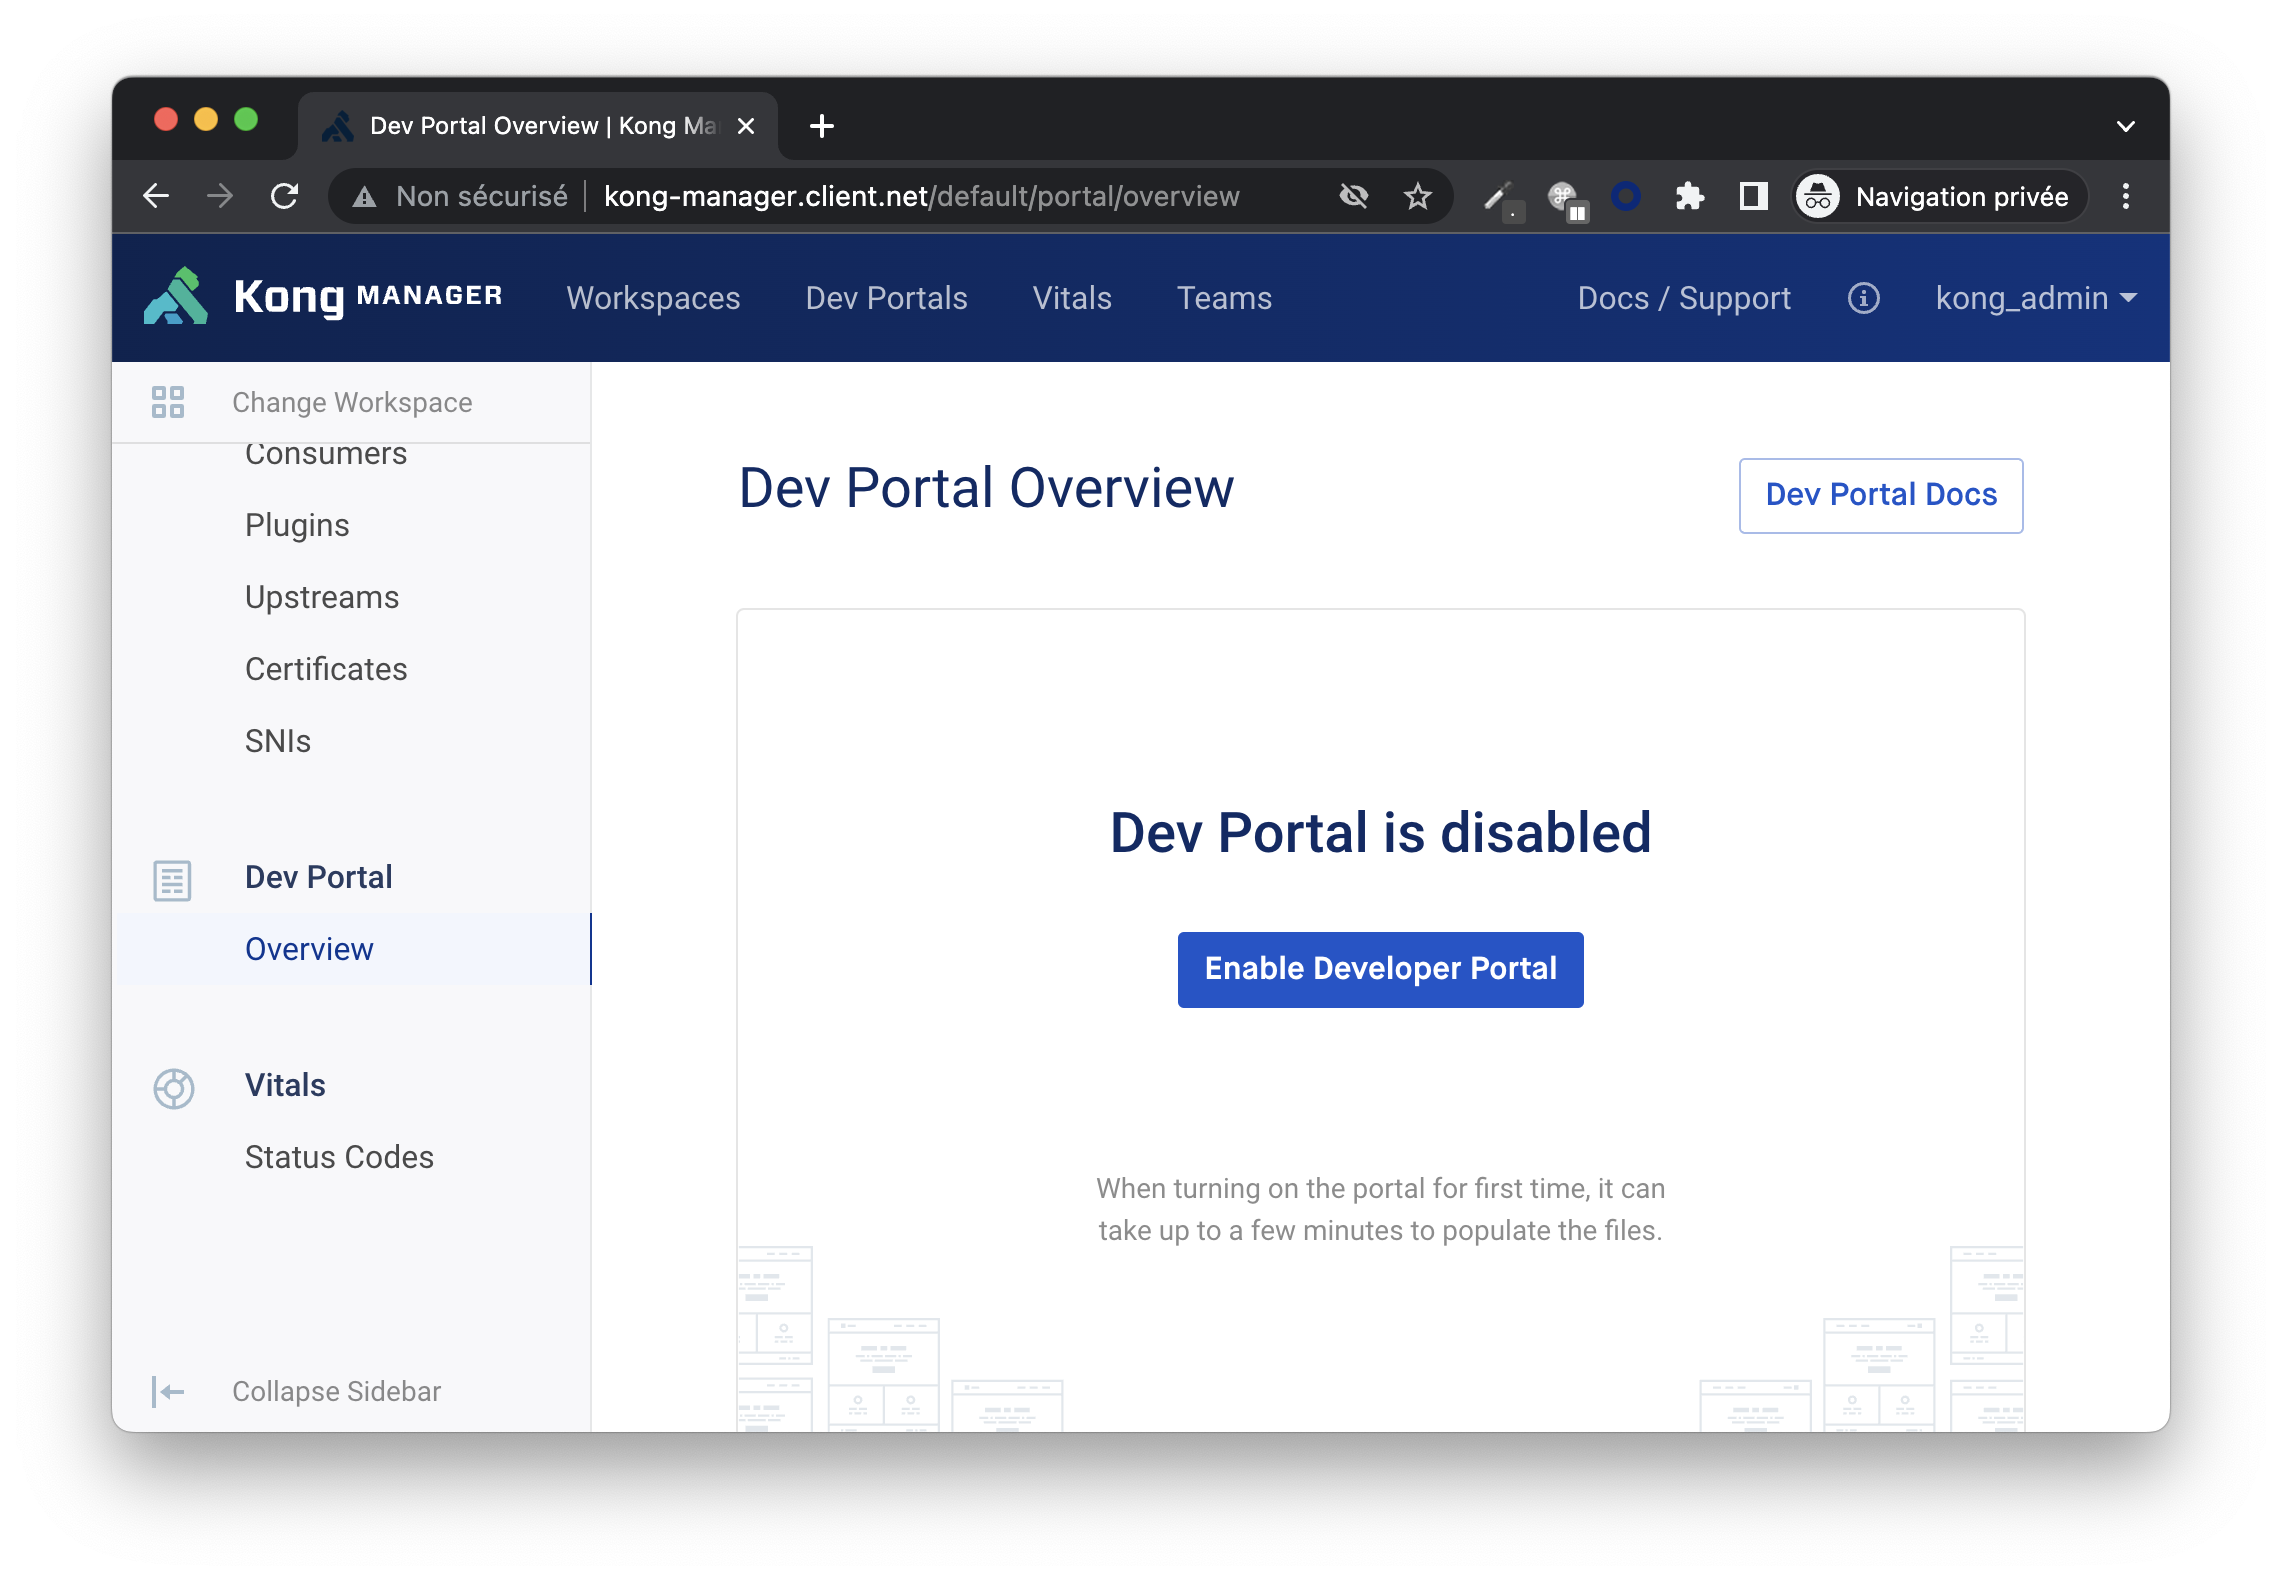 Dev Portal Overview | Kong Ma
Non sécurisé
kong-manager.client.net/default/portal/overview
Navigation privée
Kong MANAGER
Workspaces
Dev Portals
Vitals
Teams
Docs / Support
kong_admin
Change Workspace
Consumers
Plugins
Upstreams
Certificates
SNIs
Dev Portal
Overview
Vitals
Status Codes
Collapse Sidebar
Dev Portal Overview
Dev Portal Docs
Dev Portal is disabled
Enable Developer Portal
When turning on the portal for first time, it can
take up to a few minutes to populate the files.